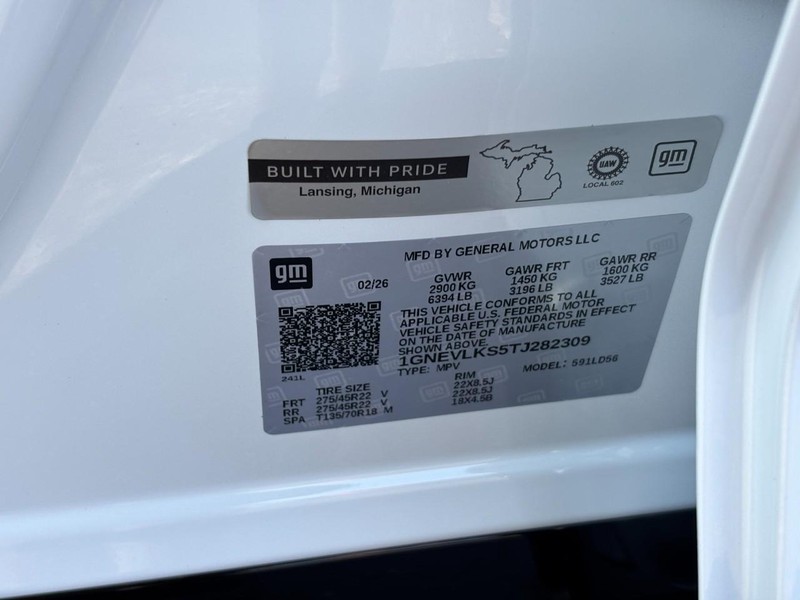 BUILT WITH PRIDE
Lansing, Michigan
UAW
LOCAL 602
gm
gm
MFD BY GENERAL MOTORS LLC
02/26
GVWR GAWR FRT GAWR RR
2900 KG 1450 KG 1600 KG
6394 LB 3196 LB 3527 LB
THIS VEHICLE CONFORMS TO ALL
APPLICABLE U.S. FEDERAL MOTOR
VEHICLE SAFETY STANDARDS IN EFFECT
ON THE DATE OF MANUFACTURE
SHOWN ABOVE.
1GNEVLKS5TJ282309
TYPE: MPV MODEL: 591LD56
241L
TIRE SIZE RIM
FRT 275/45R22 V 22X8.5J
RR 275/45R22 V 22X8.5J
SPA T135/70R18 M 18X4.5B